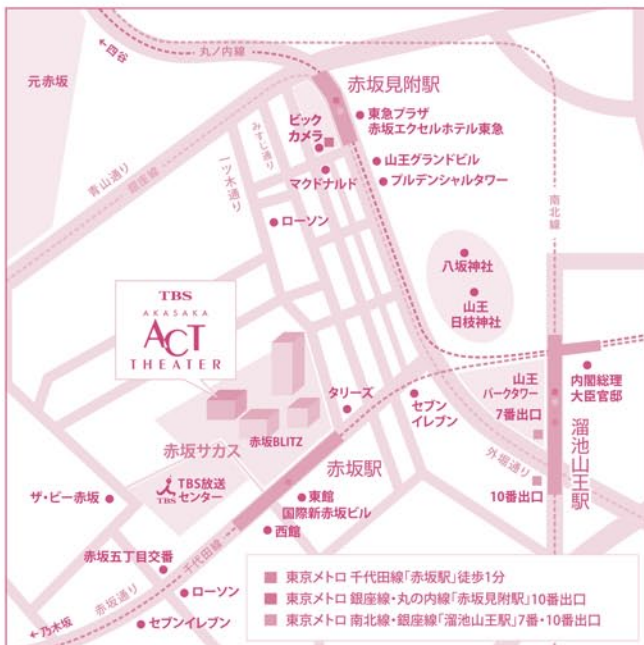 ←四谷
丸ノ内線
元赤坂
赤坂見附駅
東急プラザ
赤坂エクセルホテル東急
ビック
カメラ
みすじ通り
一ツ木通り
山王グランドビル
プルデンシャルタワー
マクドナルド
青山通り
銀座線
南北線
ローソン
八坂神社
山王
日枝神社
TBS
AKASAKA
ACT
THEATER
タリーズ
セブン
イレブン
山王
パークタワー
7番出口
内閣総理
大臣官邸
溜池山王駅
外堀通り
10番出口
赤坂BLITZ
赤坂サカス
赤坂駅
TBS放送
センター
TBS
ザ・ビー赤坂
東館
国際新赤坂ビル
西館
千代田線
赤坂五丁目交番
赤坂通り
ローソン
←乃木坂
セブンイレブン
東京メトロ 千代田線「赤坂駅」徒歩1分
東京メトロ 銀座線・丸の内線「赤坂見附駅」10番出口
東京メトロ 南北線・銀座線「溜池山王駅」7番・10番出口